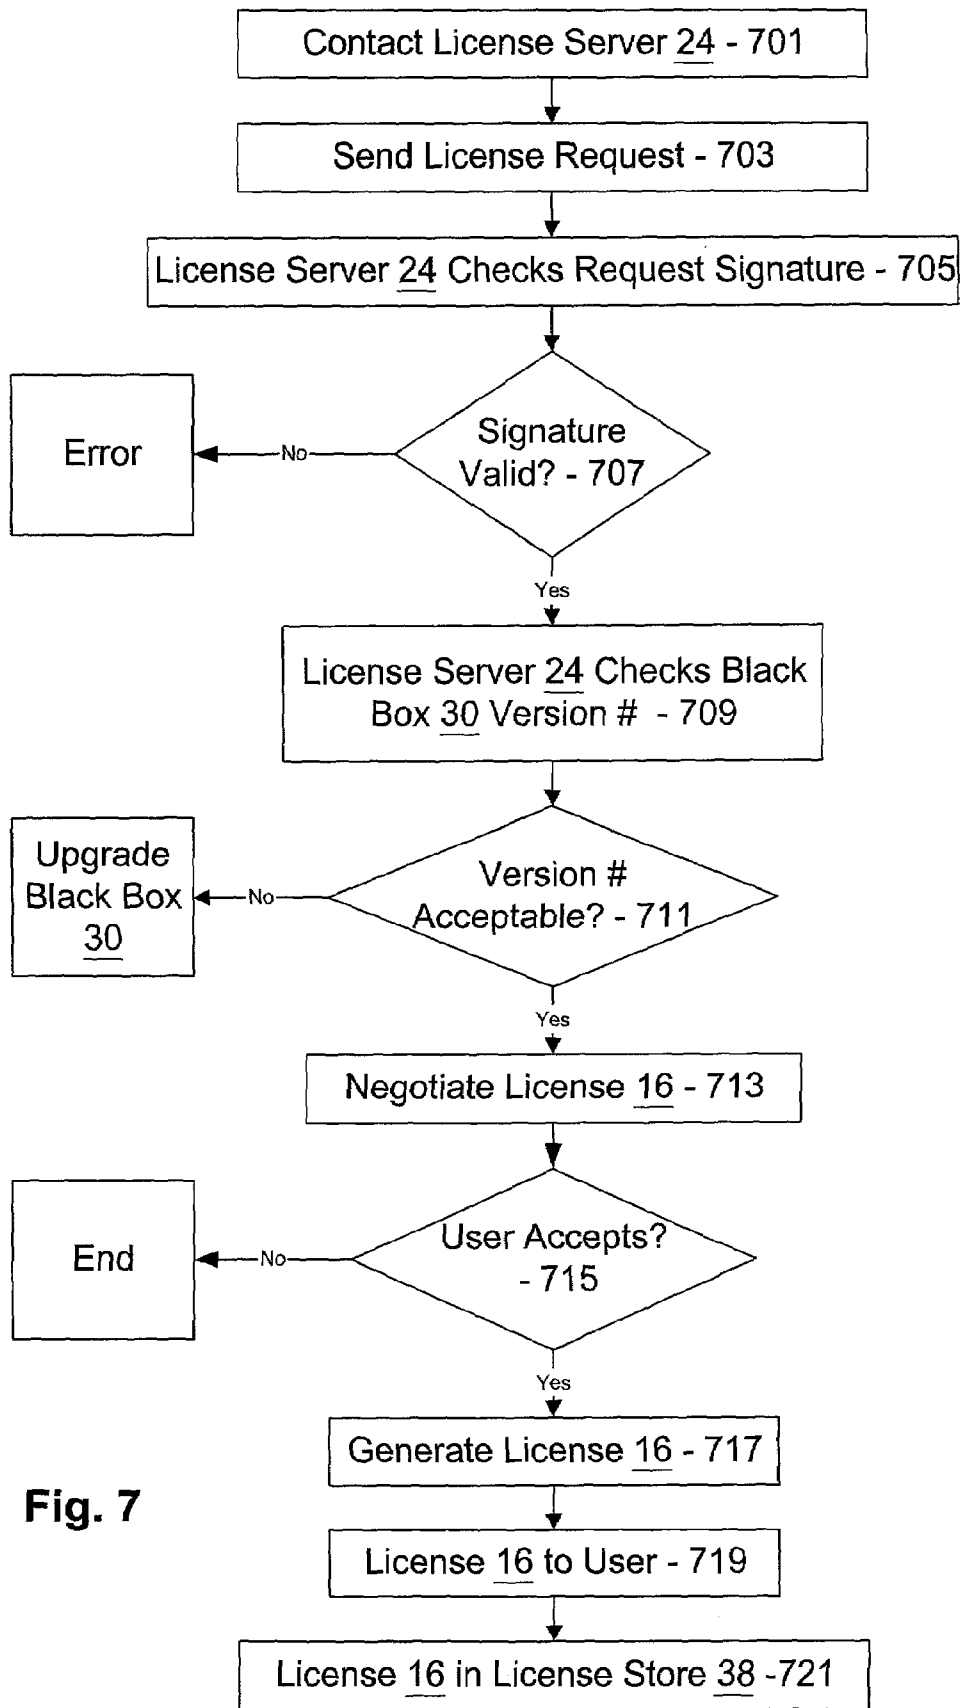 Contact License Server 24 - 701
Send License Request - 703
License Server 24 Checks Request Signature - 705
Signature
Valid? - 707
No
Error
Yes
License Server 24 Checks Black
Box 30 Version # - 709
Version #
Acceptable? - 711
No
Upgrade
Black Box
30
Yes
Negotiate License 16 - 713
User Accepts?
- 715
No
End
Yes
Generate License 16 - 717
Fig. 7
License 16 to User - 719
License 16 in License Store 38 -721